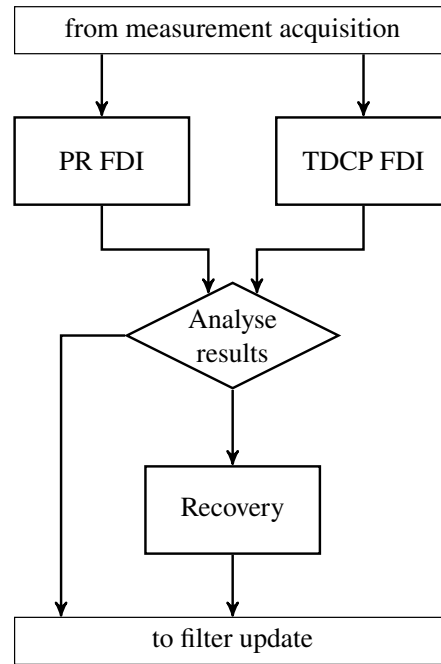 from measurement acquisition
PR FDI
TDCP FDI
Analyse
results
Recovery
to filter update